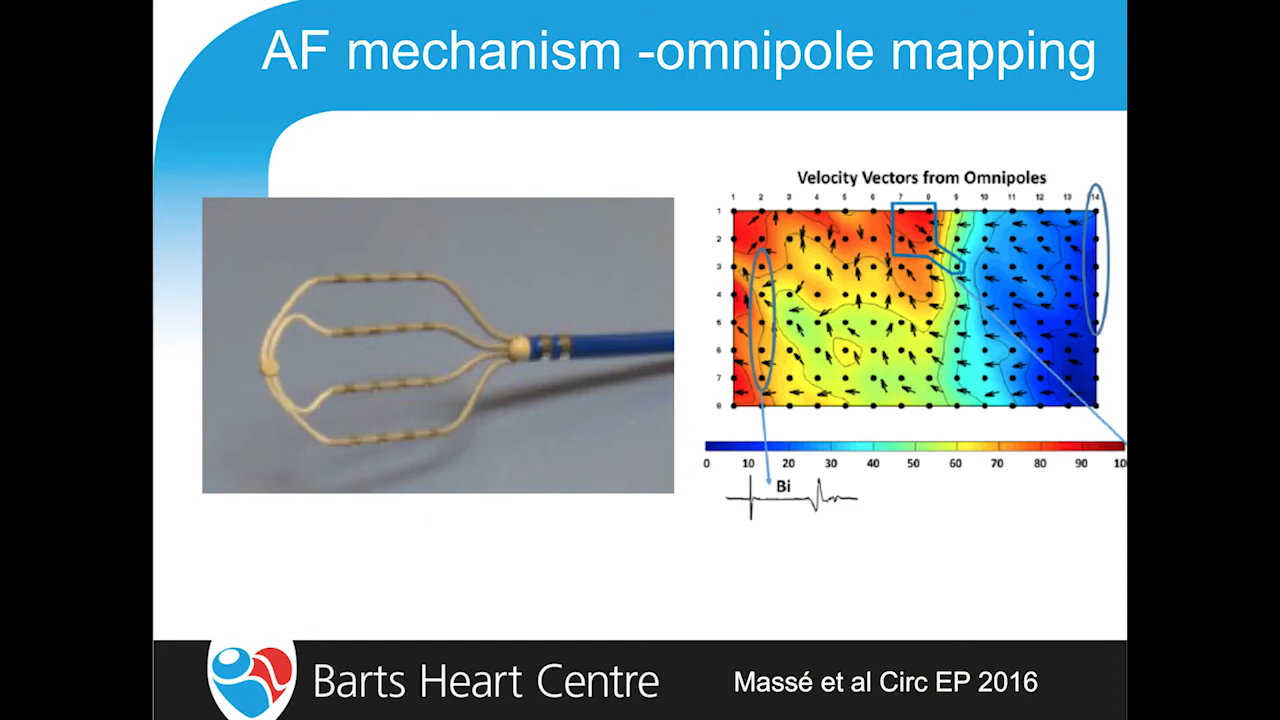 AF mechanism -omnipole mapping
Velocity Vectors from Omnipoles
1 2 3 4 5 6 7 8 9 10 11 12 13 14
1
2
3
4
5
6
7
8
0 10 20 30 40 50 60 70 80 90 10
Bi
Barts Heart Centre
Massé et al Circ EP 2016